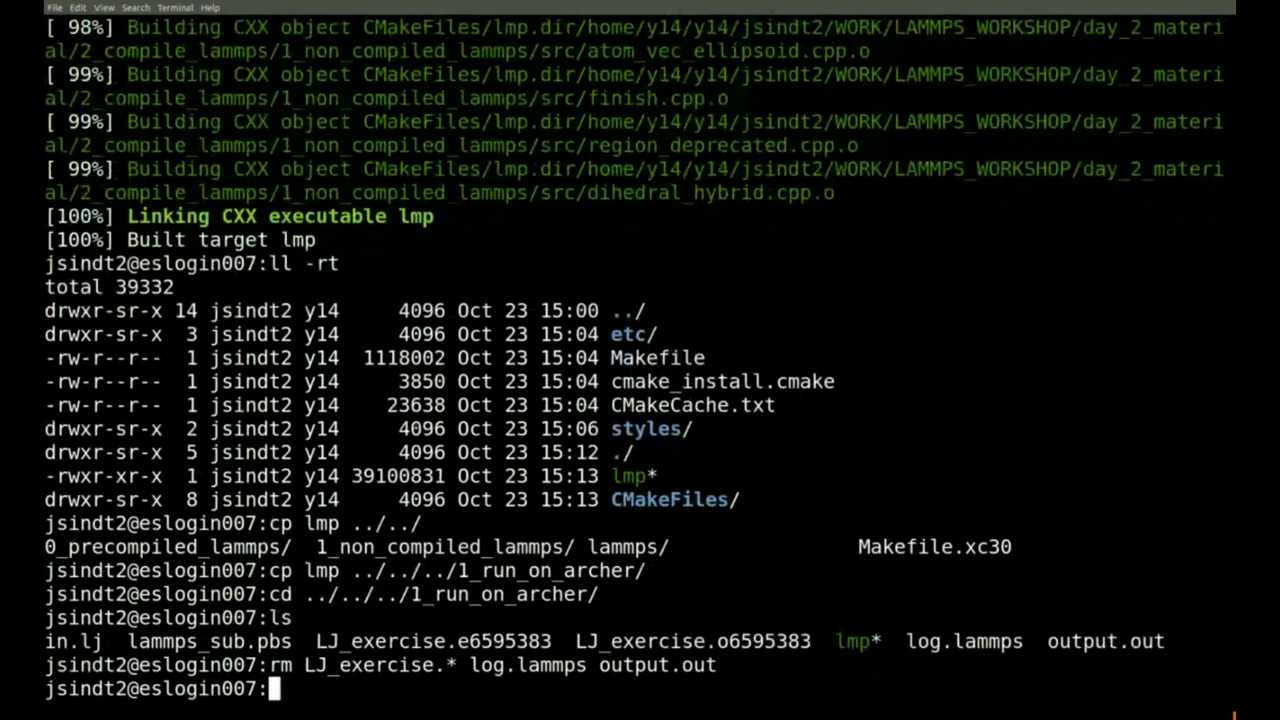 File Edit View Search Terminal Help
[ 98%] Building CXX object CMakeFiles/lmp.dir/home/y14/y14/jsindt2/WORK/LAMMPS_WORKSHOP/day_2_materi
al/2_compile_lammps/1_non_compiled_lammps/src/atom_vec_ellipsoid.cpp.o
[ 99%] Building CXX object CMakeFiles/lmp.dir/home/y14/y14/jsindt2/WORK/LAMMPS_WORKSHOP/day_2_materi
al/2_compile_lammps/1_non_compiled_lammps/src/finish.cpp.o
[ 99%] Building CXX object CMakeFiles/lmp.dir/home/y14/y14/jsindt2/WORK/LAMMPS_WORKSHOP/day_2_materi
al/2_compile_lammps/1_non_compiled_lammps/src/region_deprecated.cpp.o
[ 99%] Building CXX object CMakeFiles/lmp.dir/home/y14/y14/jsindt2/WORK/LAMMPS_WORKSHOP/day_2_materi
al/2_compile_lammps/1_non_compiled_lammps/src/dihedral_hybrid.cpp.o
[100%] Linking CXX executable lmp
[100%] Built target lmp
jsindt2@eslogin007:ll -rt
total 39332
drwxr-sr-x 14 jsindt2 y14     4096 Oct 23 15:00 ../
drwxr-sr-x  3 jsindt2 y14     4096 Oct 23 15:04 etc/
-rw-r--r--  1 jsindt2 y14  1118002 Oct 23 15:04 Makefile
-rw-r--r--  1 jsindt2 y14     3850 Oct 23 15:04 cmake_install.cmake
-rw-r--r--  1 jsindt2 y14    23638 Oct 23 15:04 CMakeCache.txt
drwxr-sr-x  2 jsindt2 y14     4096 Oct 23 15:06 styles/
drwxr-sr-x  5 jsindt2 y14     4096 Oct 23 15:12 ./
-rwxr-xr-x  1 jsindt2 y14 39100831 Oct 23 15:13 lmp*
drwxr-sr-x  8 jsindt2 y14     4096 Oct 23 15:13 CMakeFiles/
jsindt2@eslogin007:cp lmp ../../
0_precompiled_lammps/  1_non_compiled_lammps/ lammps/                Makefile.xc30
jsindt2@eslogin007:cp lmp ../../../1_run_on_archer/
jsindt2@eslogin007:cd ../../../1_run_on_archer/
jsindt2@eslogin007:ls
in.lj  lammps_sub.pbs  LJ_exercise.e6595383  LJ_exercise.o6595383  lmp*  log.lammps  output.out
jsindt2@eslogin007:rm LJ_exercise.* log.lammps output.out
jsindt2@eslogin007: